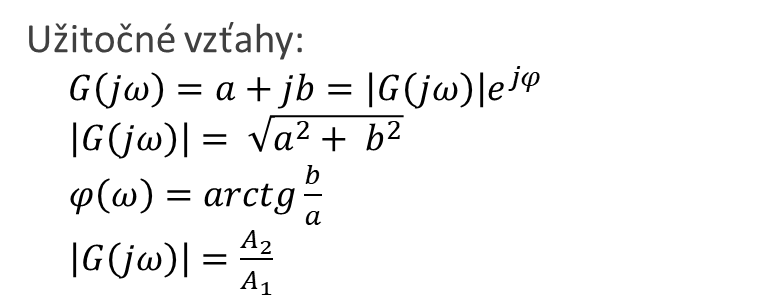 Užitočné vzťahy:
G(jω) = a + jb = |G(jω)|e^{jφ}
|G(jω)| = √(a² + b²)
φ(ω) = arctg b/a
|G(jω)| = A₂/A₁